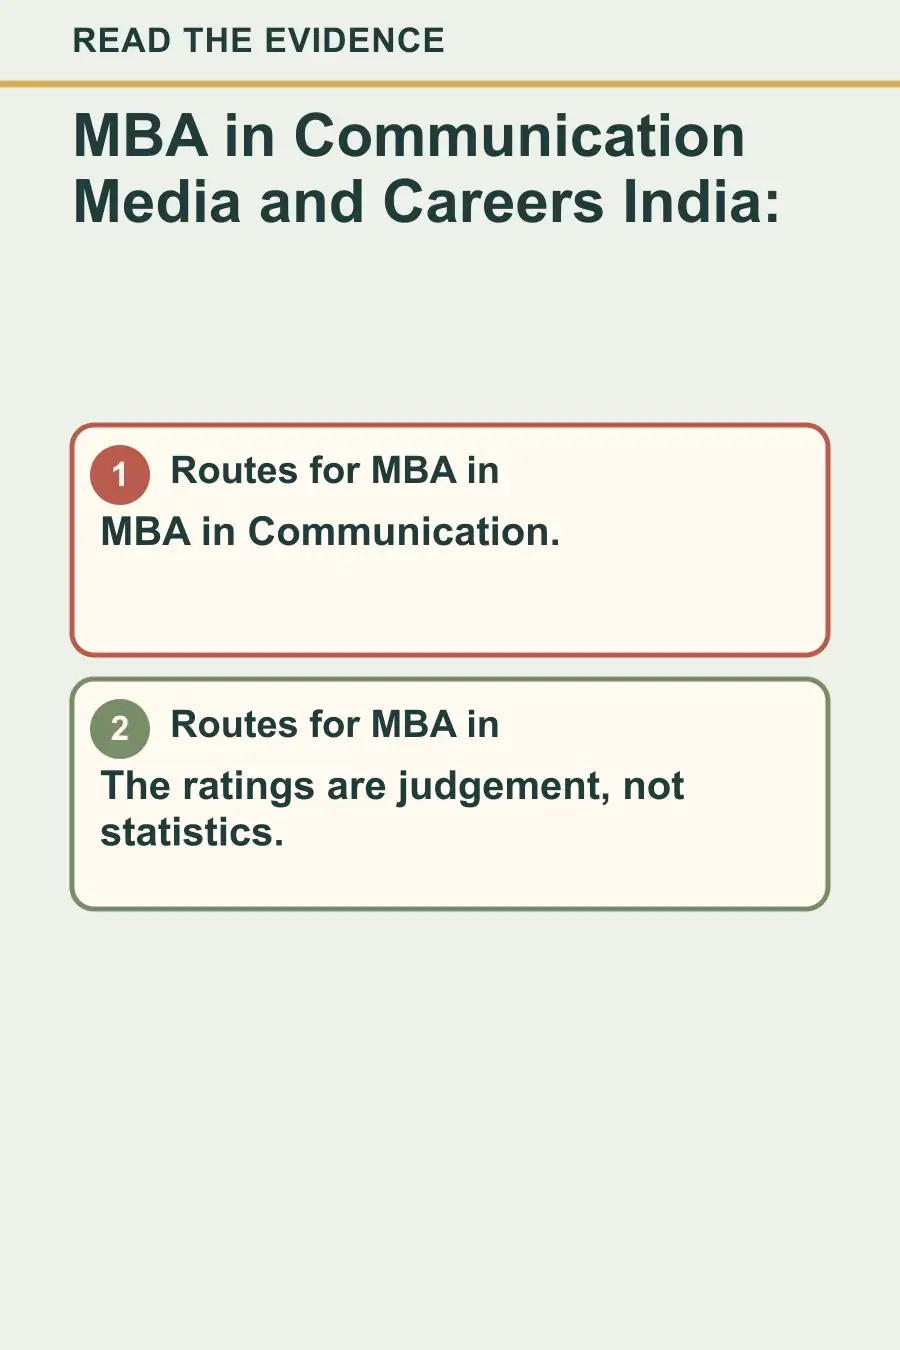 READ THE EVIDENCE
MBA in Communication
Media and Careers India:
1 Routes for MBA in
MBA in Communication.
2 Routes for MBA in
The ratings are judgement, not
statistics.